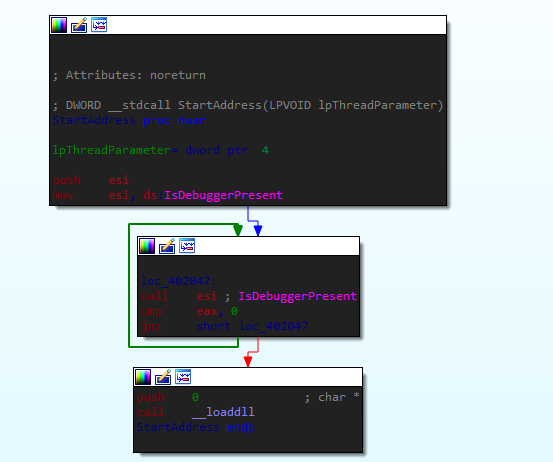 ; Attributes: noreturn
; DWORD __stdcall StartAddress(LPVOID lpThreadParameter)
StartAddress proc near
lpThreadParameter= dword ptr  4
push    esi
mov     esi, ds:IsDebuggerPresent
loc_402047:
call    esi ; IsDebuggerPresent
cmp     eax, 0
jnz     short loc_402047
push    0               ; char *
call    __loaddll
StartAddress endp